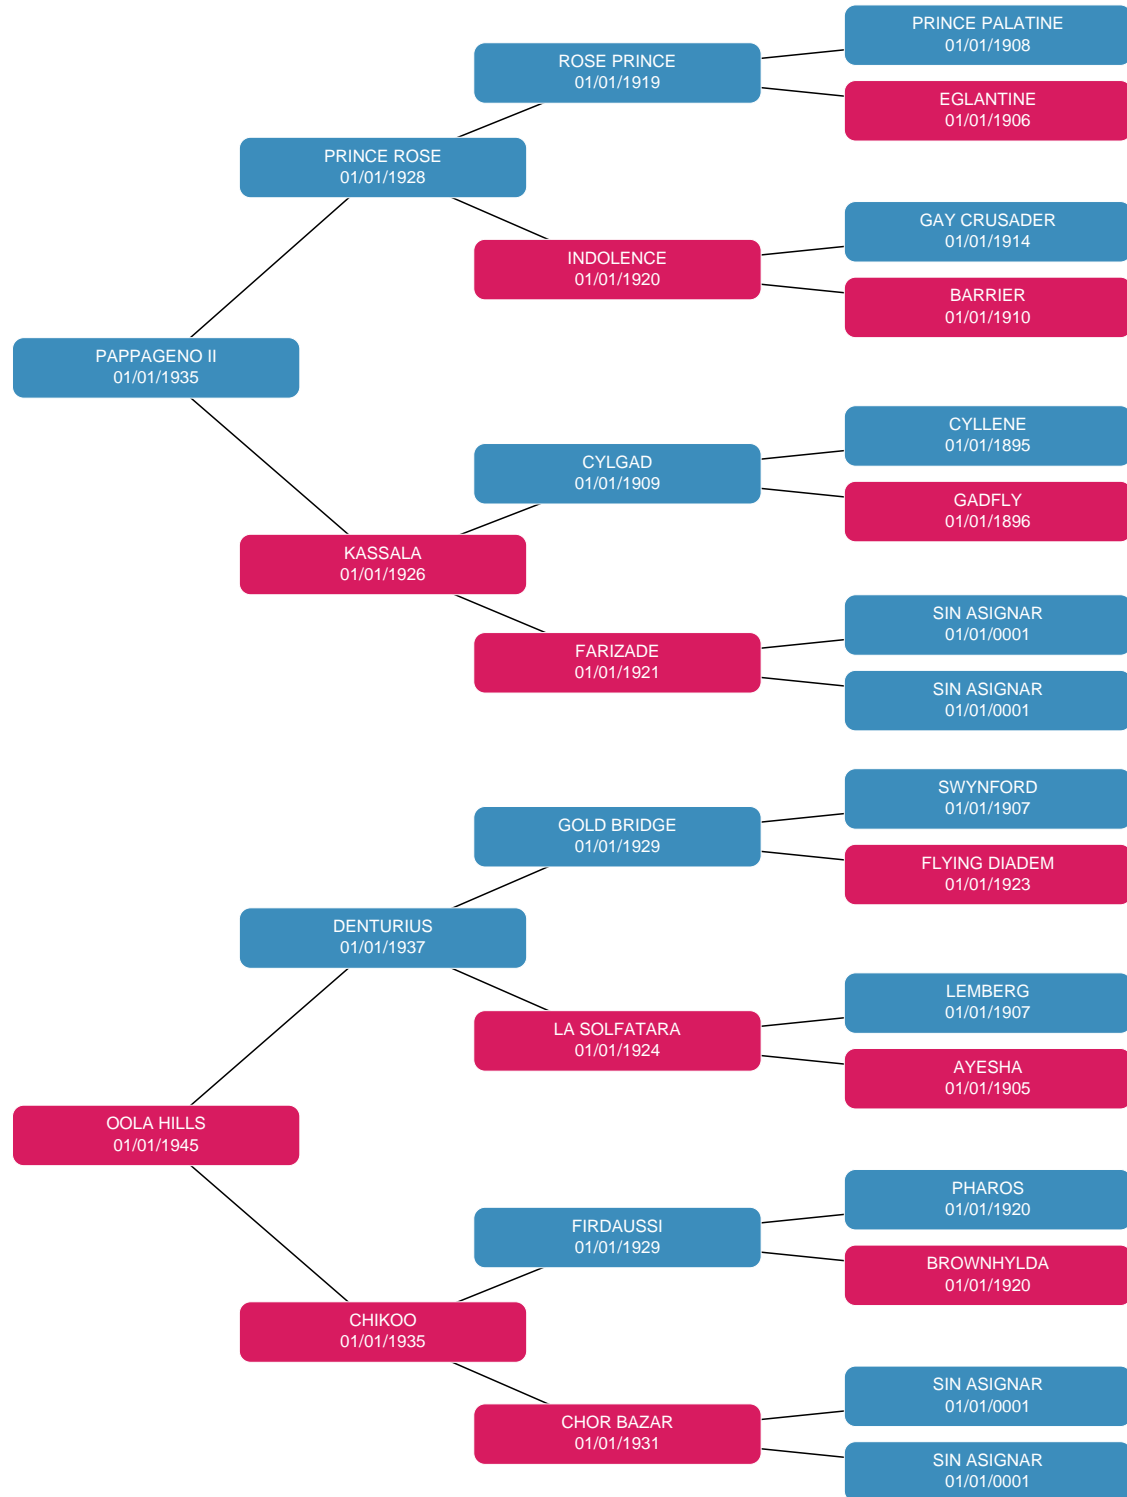 PRINCE PALATINE
01/01/1908
ROSE PRINCE
01/01/1919
EGLANTINE
01/01/1906
PRINCE ROSE
01/01/1928
GAY CRUSADER
01/01/1914
INDOLENCE
01/01/1920
BARRIER
01/01/1910
PAPPAGENO II
01/01/1935
CYLLENE
01/01/1895
CYLGAD
01/01/1909
GADFLY
01/01/1896
KASSALA
01/01/1926
SIN ASIGNAR
01/01/0001
FARIZADE
01/01/1921
SIN ASIGNAR
01/01/0001
SWYNFORD
01/01/1907
GOLD BRIDGE
01/01/1929
FLYING DIADEM
01/01/1923
DENTURIUS
01/01/1937
LEMBERG
01/01/1907
LA SOLFATARA
01/01/1924
AYESHA
01/01/1905
OOLA HILLS
01/01/1945
PHAROS
01/01/1920
FIRDAUSSI
01/01/1929
BROWNHYLDA
01/01/1920
CHIKOO
01/01/1935
SIN ASIGNAR
01/01/0001
CHOR BAZAR
01/01/1931
SIN ASIGNAR
01/01/0001